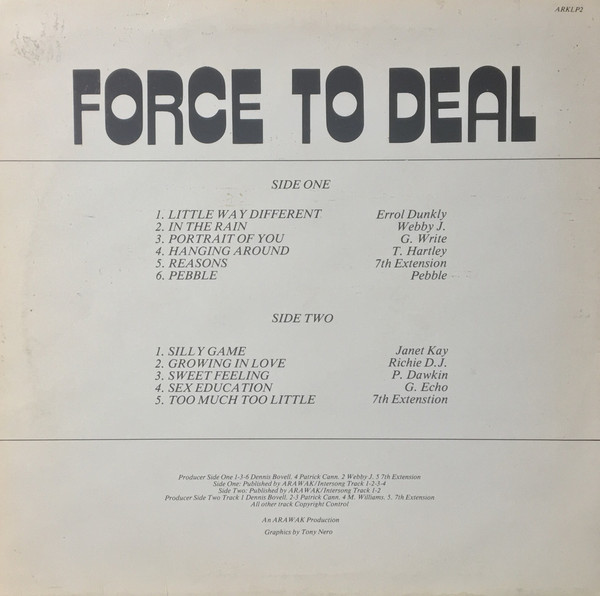 ARKLP2
FORCE TO DEAL
SIDE ONE
1. LITTLE WAY DIFFERENT Errol Dunkly
2. IN THE RAIN Webby J.
3. PORTRAIT OF YOU G. Write
4. HANGING AROUND T. Hartley
5. REASONS 7th Extension
6. PEBBLE Pebble
SIDE TWO
1. SILLY GAME Janet Kay
2. GROWING IN LOVE Richie D.J.
3. SWEET FEELING P. Dawkin
4. SEX EDUCATION G. Echo
5. TOO MUCH TOO LITTLE 7th Extenstion
Producer Side One 1-3-6 Dennis Bovell, 4 Patrick Cann, 2 Webby J, 5 7th Extension
Side One: Published by ARAWAK/Intersong Track 1-2-3-4
Side Two: Published by ARAWAK/Intersong Track 1-2
Producer Side Two Track 1 Dennis Bovell, 2-3 Patrick Cann, 4 M. Williams, 5, 7th Extension
All other track Copyright Control
An ARAWAK Production
Graphics by Tony Nero